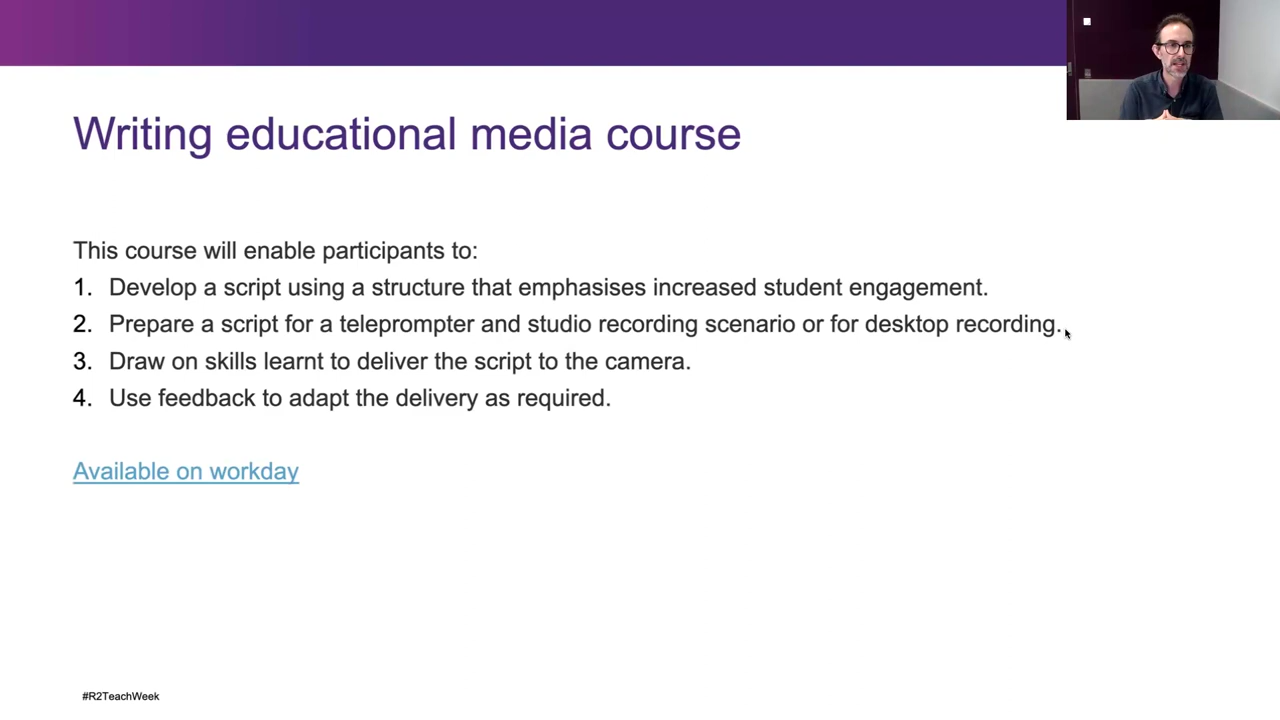 Writing educational media course
This course will enable participants to:
1. Develop a script using a structure that emphasises increased student engagement.
2. Prepare a script for a teleprompter and studio recording scenario or for desktop recording.
3. Draw on skills learnt to deliver the script to the camera.
4. Use feedback to adapt the delivery as required.
Available on workday
#R2TeachWeek